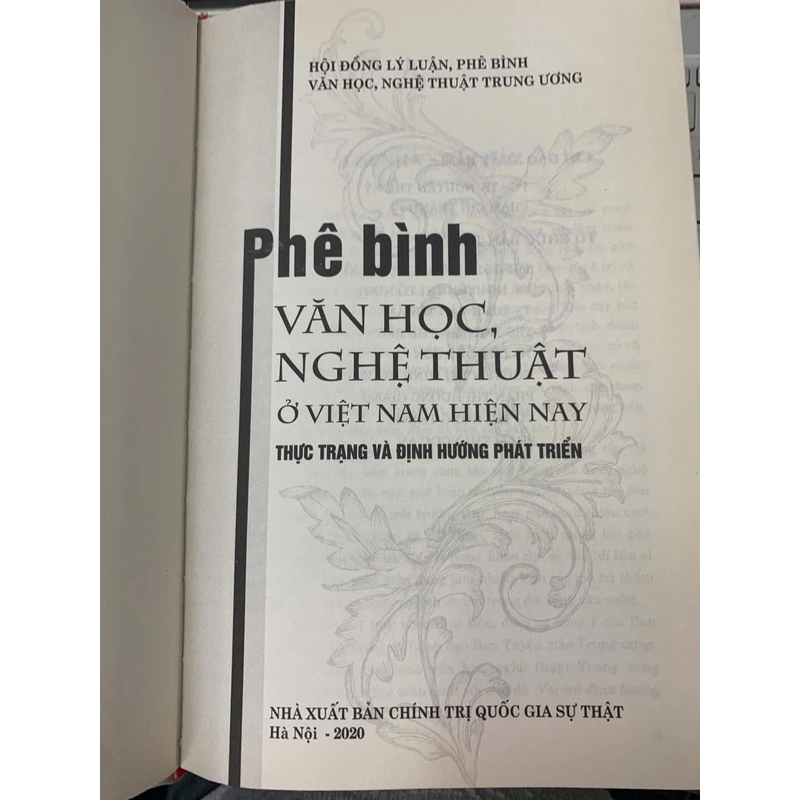 HỘI ĐỒNG LÝ LUẬN, PHÊ BÌNH
VĂN HỌC, NGHỆ THUẬT TRUNG ƯƠNG
Phê bình
VĂN HỌC,
NGHỆ THUẬT
Ở VIỆT NAM HIỆN NAY
THỰC TRẠNG VÀ ĐỊNH HƯỚNG PHÁT TRIỂN
NHÀ XUẤT BẢN CHÍNH TRỊ QUỐC GIA SỰ THẬT
Hà Nội - 2020